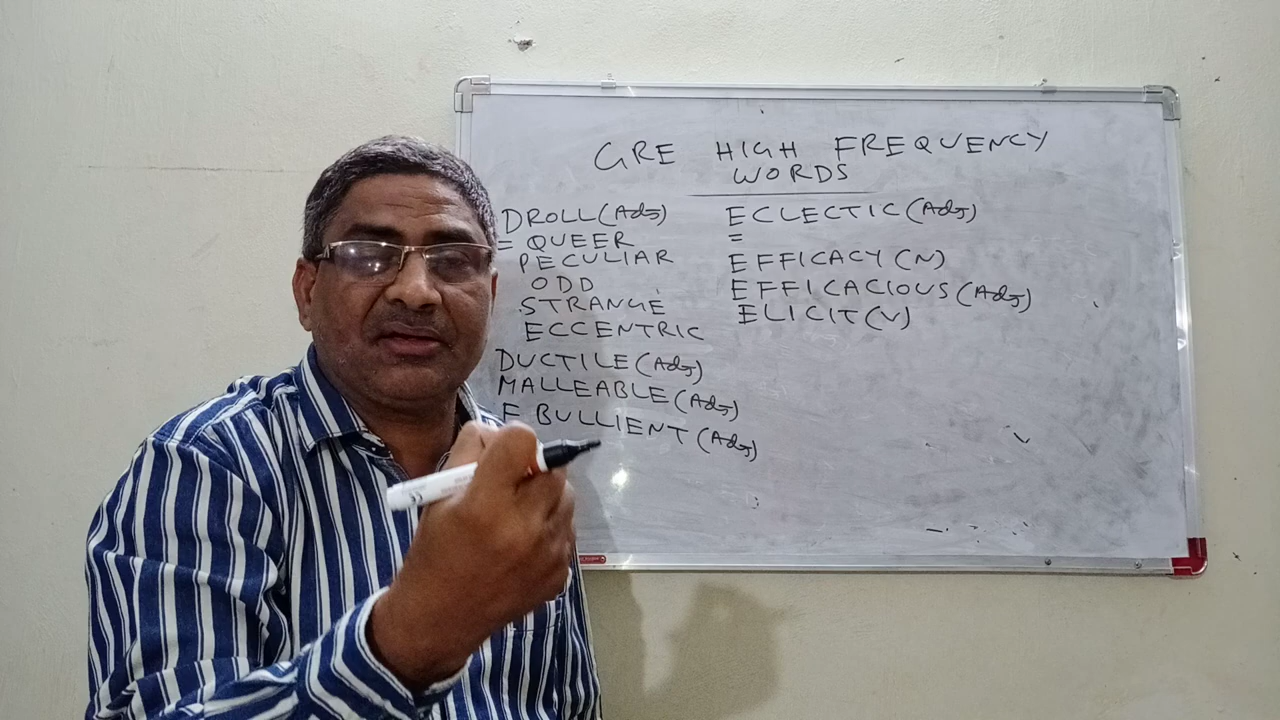 GRE HIGH FREQUENCY
WORDS
DROLL (Adj)
= QUEER
PECULIAR
ODD
STRANGE
ECCENTRIC
DUCTILE (Adj)
MALLEABLE (Adj)
EBULLIENT (Adj)
ECLECTIC (Adj)
=
EFFICACY (N)
EFFICACIOUS (Adj)
ELICIT (V)